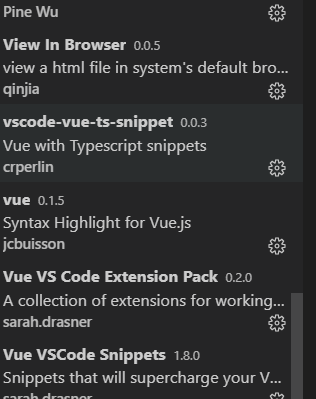 Pine Wu
View In Browser 0.0.5
view a html file in system's default bro...
qinjia
vscode-vue-ts-snippet 0.0.3
Vue with Typescript snippets
crperlin
vue 0.1.5
Syntax Highlight for Vue.js
jcbuisson
Vue VS Code Extension Pack 0.2.0
A collection of extensions for working...
sarah.drasner
Vue VSCode Snippets 1.8.0
Snippets that will supercharge your V...
sarah.drasner